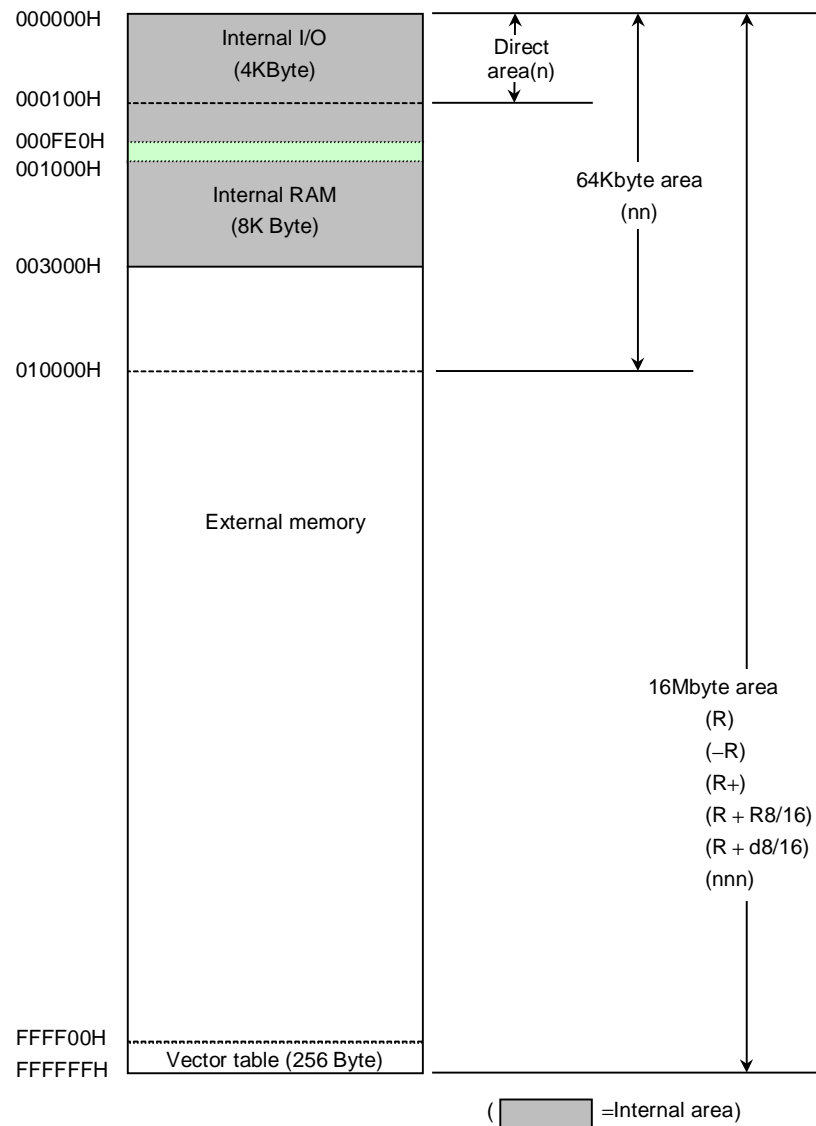 000000H
Internal I/O
(4KByte)
Direct
area(n)
000100H
000FE0H
001000H
64Kbyte area
(nn)
Internal RAM
(8K Byte)
003000H
010000H
External memory
16Mbyte area
(R)
(−R)
(R+)
(R + R8/16)
(R + d8/16)
(nnn)
FFFF00H
Vector table (256 Byte)
FFFFFFH
( =Internal area)